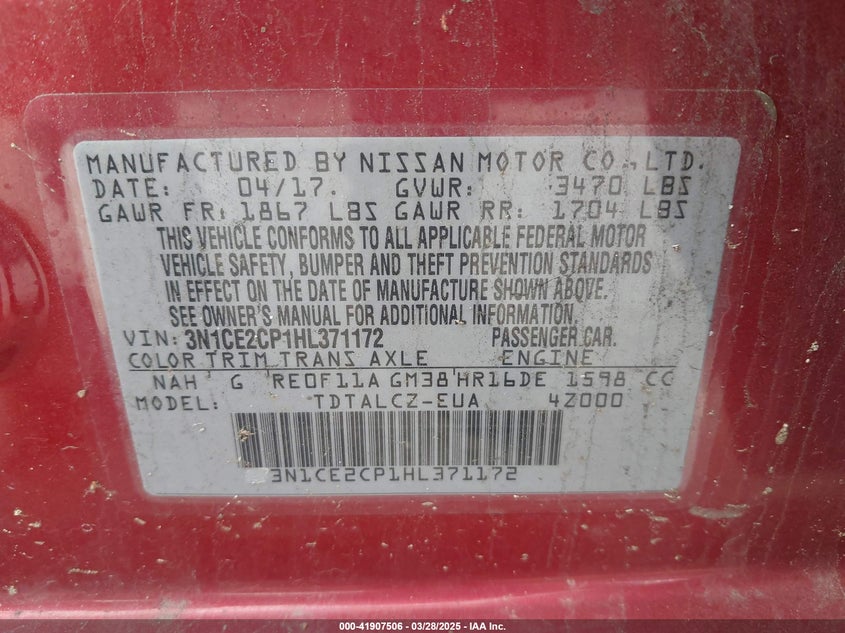 MANUFACTURED BY NISSAN MOTOR CO., LTD.
DATE: 04/17. GVWR: 3470 LBS
GAWR FR: 1867 LBS GAWR RR: 1704 LBS
THIS VEHICLE CONFORMS TO ALL APPLICABLE FEDERAL MOTOR
VEHICLE SAFETY, BUMPER AND THEFT PREVENTION STANDARDS
IN EFFECT ON THE DATE OF MANUFACTURE SHOWN ABOVE.
SEE OWNER'S MANUAL FOR ADDITIONAL INFORMATION.
VIN: 3N1CE2CP1HL371172 PASSENGER CAR.
COLOR TRIM TRANS AXLE ENGINE
NAH G RE0F11A GM38 HR16DE 1598 CC
MODEL: TDTALCZ-EUA 4Z000
3N1CE2CP1HL371172
000-41907506 - 03/28/2025 - IAA Inc.